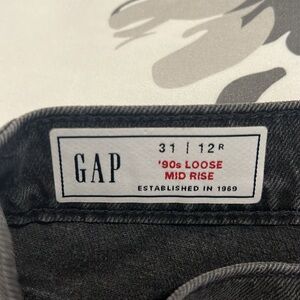 GAP
31 | 12R
'90s LOOSE
MID RISE
ESTABLISHED IN 1969